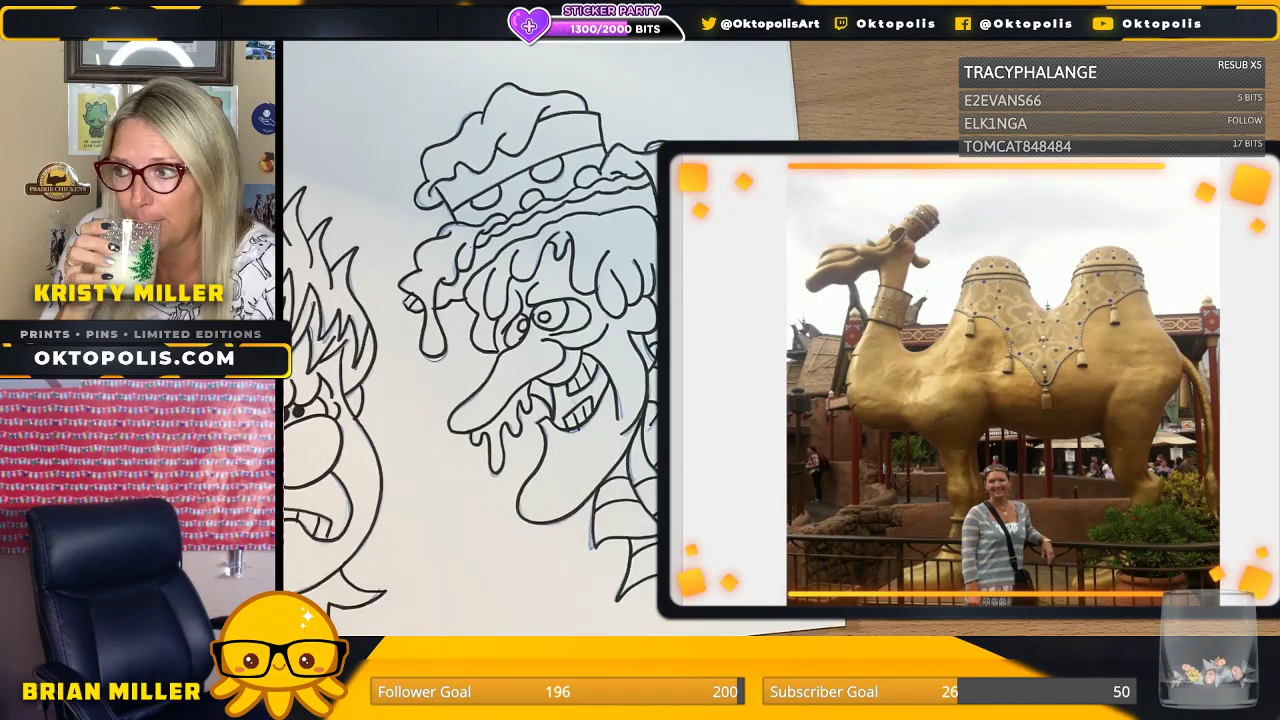 STICKER PARTY
1300/2000 BITS
@OktopolisArt
Oktopolis
@Oktopolis
Oktopolis
TRACYPHALANGE RESUB X5
E2EVANS66 5 BITS
ELK1NGA FOLLOW
TOMCAT848484 17 BITS
PRAIRIE CHICKENS
KRISTY MILLER
PRINTS • PINS • LIMITED EDITIONS
OKTOPOLIS.COM
BRIAN MILLER
Follower Goal 196 200
Subscriber Goal 26 50